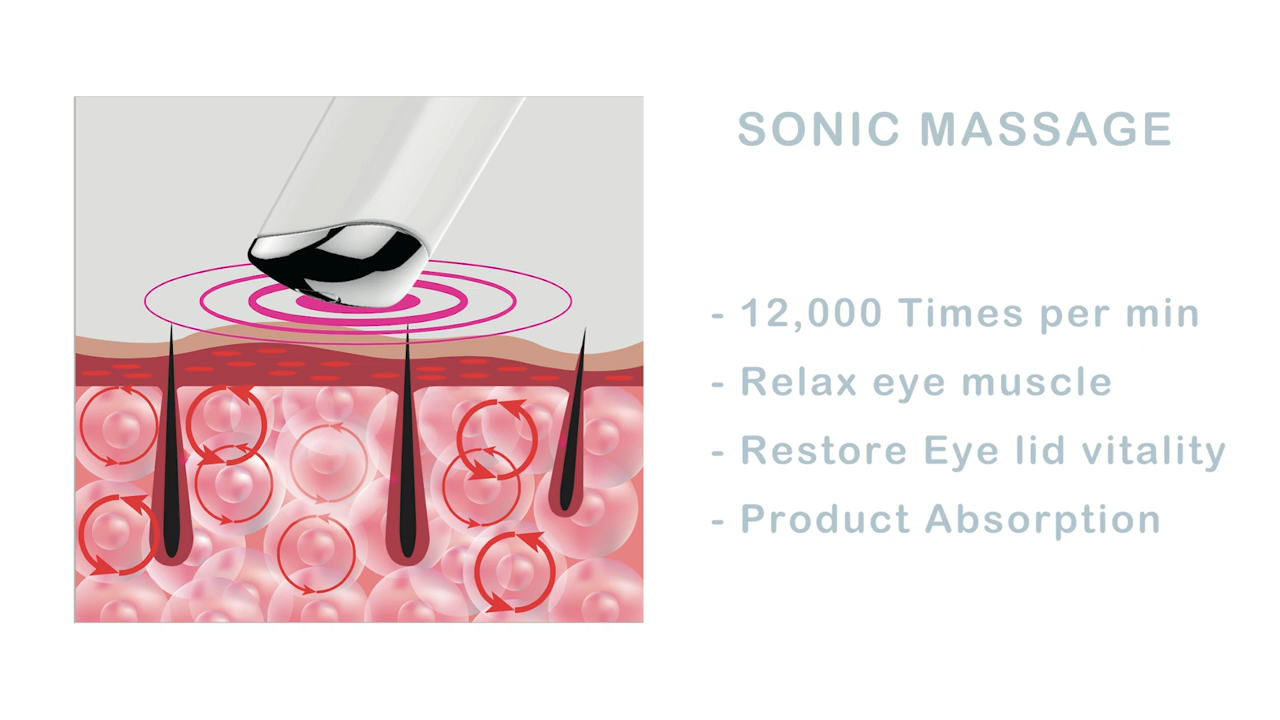 SONIC MASSAGE
- 12,000 Times per min
- Relax eye muscle
- Restore Eye lid vitality
- Product Absorption